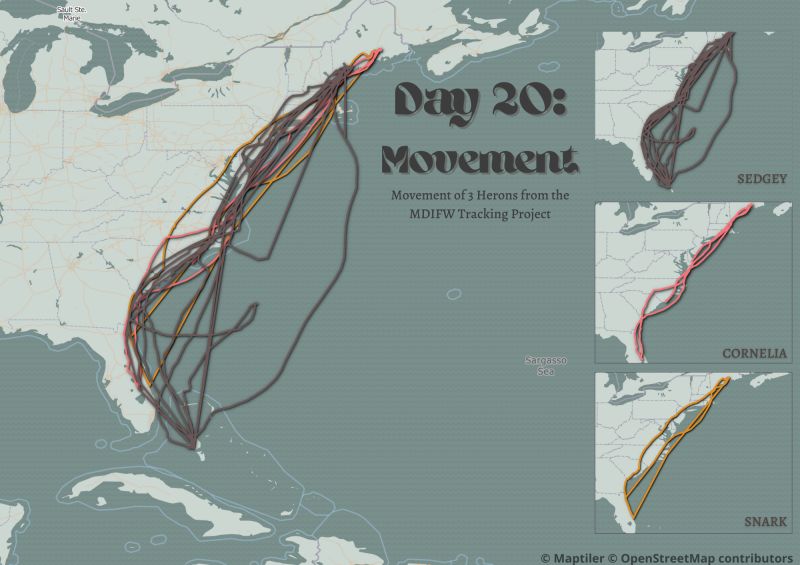 Sault Ste.
Marie
Day 20:
Movement
Movement of 3 Herons from the
MDIFW Tracking Project
SEDGEY
CORNELIA
SNARK
Sargasso
Sea
© Maptiler © OpenStreetMap contributors